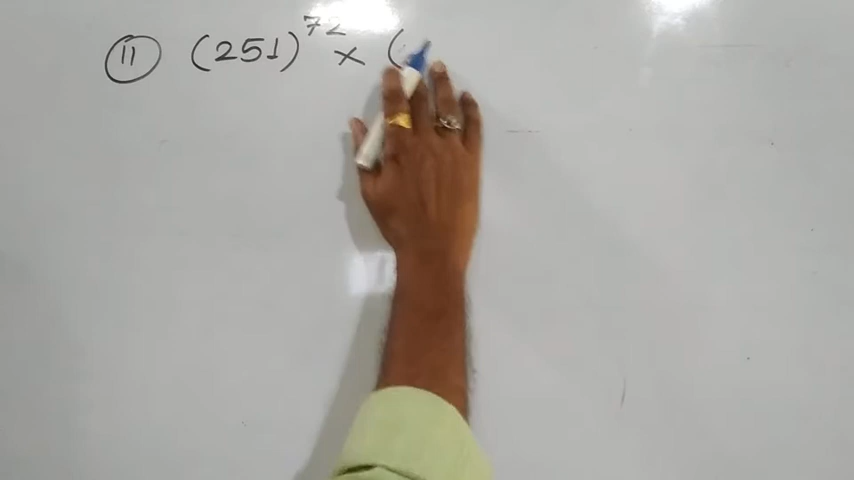 (11) (251)⁷² × (